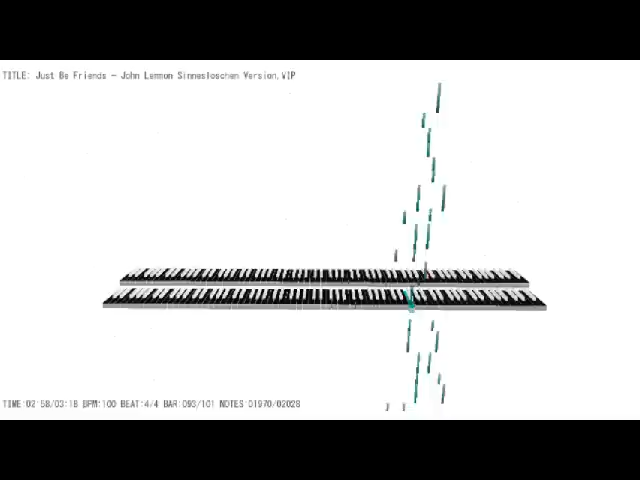 TITLE: Just Be Friends - John Lennon Sinnesloschen Version.VIP
TIME:02:58/03:18 BPM:100 BEAT:4/4 BAR:093/101 NOTES:01970/02028